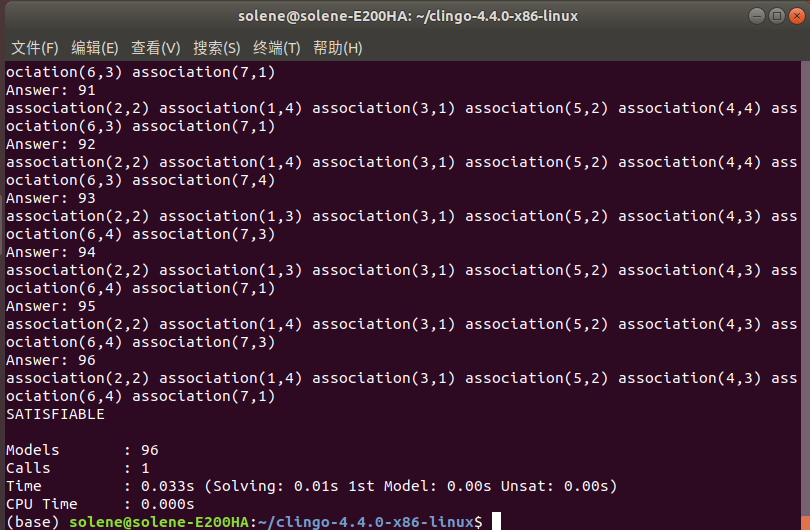 solene@solene-E200HA: ~/clingo-4.4.0-x86-linux
文件(F) 编辑(E) 查看(V) 搜索(S) 终端(T) 帮助(H)
ociation(6,3) association(7,1)
Answer: 91
association(2,2) association(1,4) association(3,1) association(5,2) association(4,4) ass
ociation(6,3) association(7,1)
Answer: 92
association(2,2) association(1,4) association(3,1) association(5,2) association(4,4) ass
ociation(6,3) association(7,4)
Answer: 93
association(2,2) association(1,3) association(3,1) association(5,2) association(4,3) ass
ociation(6,4) association(7,3)
Answer: 94
association(2,2) association(1,3) association(3,1) association(5,2) association(4,3) ass
ociation(6,4) association(7,1)
Answer: 95
association(2,2) association(1,4) association(3,1) association(5,2) association(4,3) ass
ociation(6,4) association(7,3)
Answer: 96
association(2,2) association(1,4) association(3,1) association(5,2) association(4,3) ass
ociation(6,4) association(7,1)
SATISFIABLE
Models : 96
Calls : 1
Time : 0.033s (Solving: 0.01s 1st Model: 0.00s Unsat: 0.00s)
CPU Time : 0.000s
(base) solene@solene-E200HA:~/clingo-4.4.0-x86-linux$